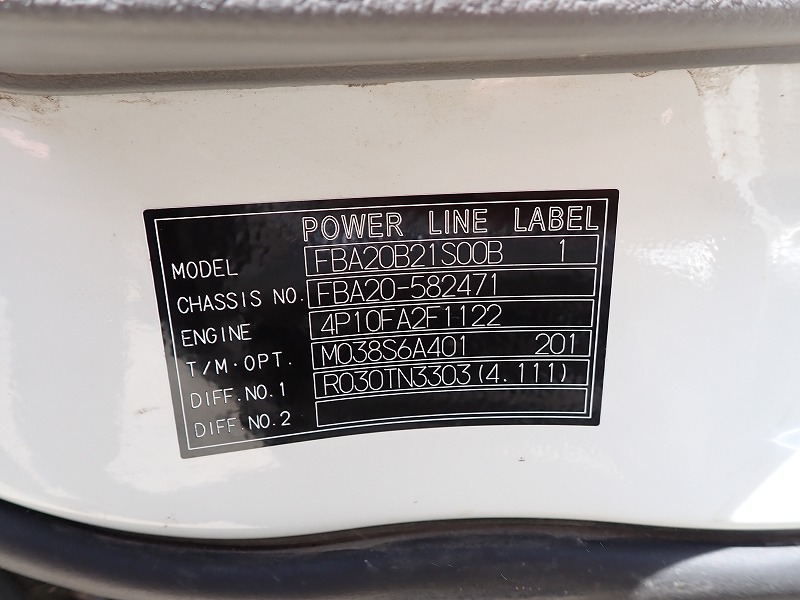 POWER LINE LABEL
MODEL FBA20B21S00B 1
CHASSIS NO. FBA20-582471
ENGINE 4P10FA2F1122
T/M·OPT. M038S6A401 201
DIFF.NO.1 R030TN3303(4.111)
DIFF.NO.2